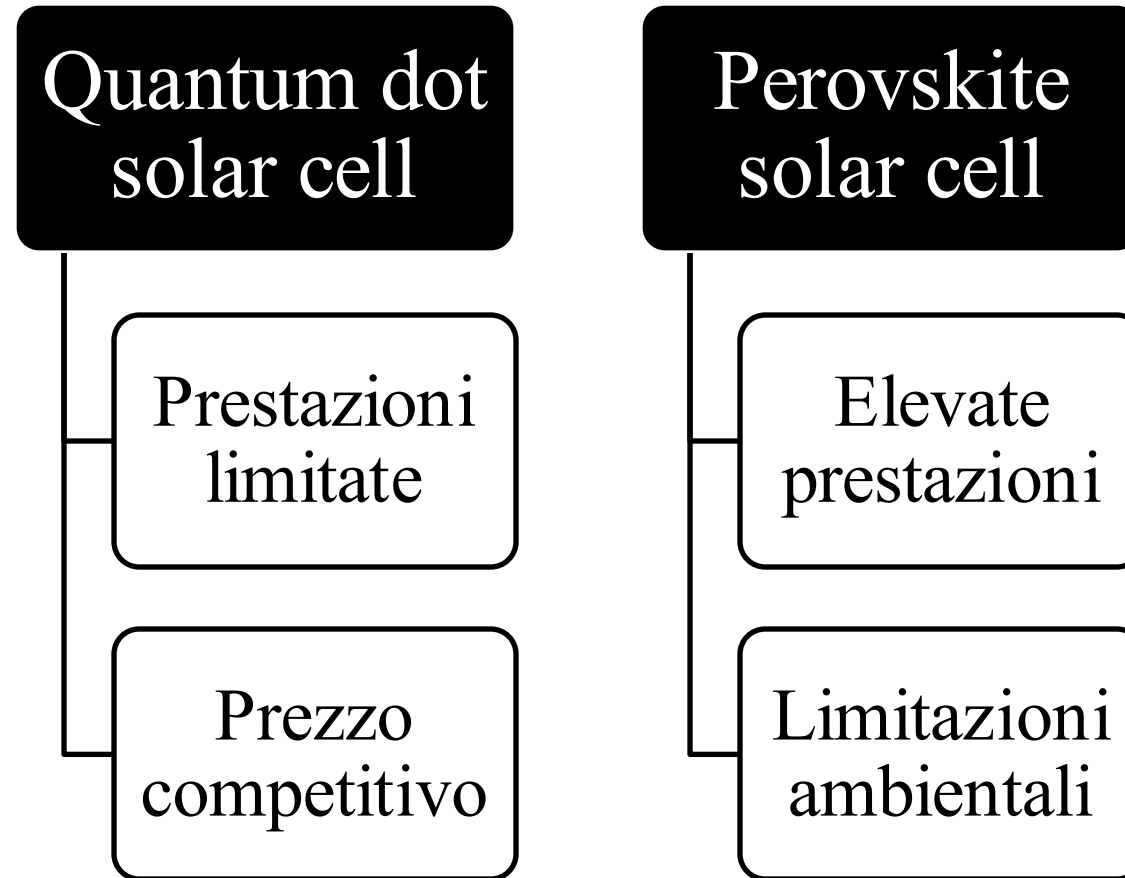 Quantum dot
solar cell
Prestazioni
limitate
Prezzo
competitivo
Perovskite
solar cell
Elevate
prestazioni
Limitazioni
ambientali